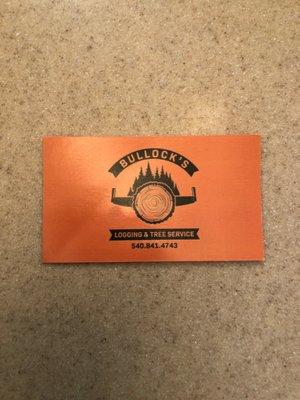 BULLOCK'S
LOGGING & TREE SERVICE
540.841.4743